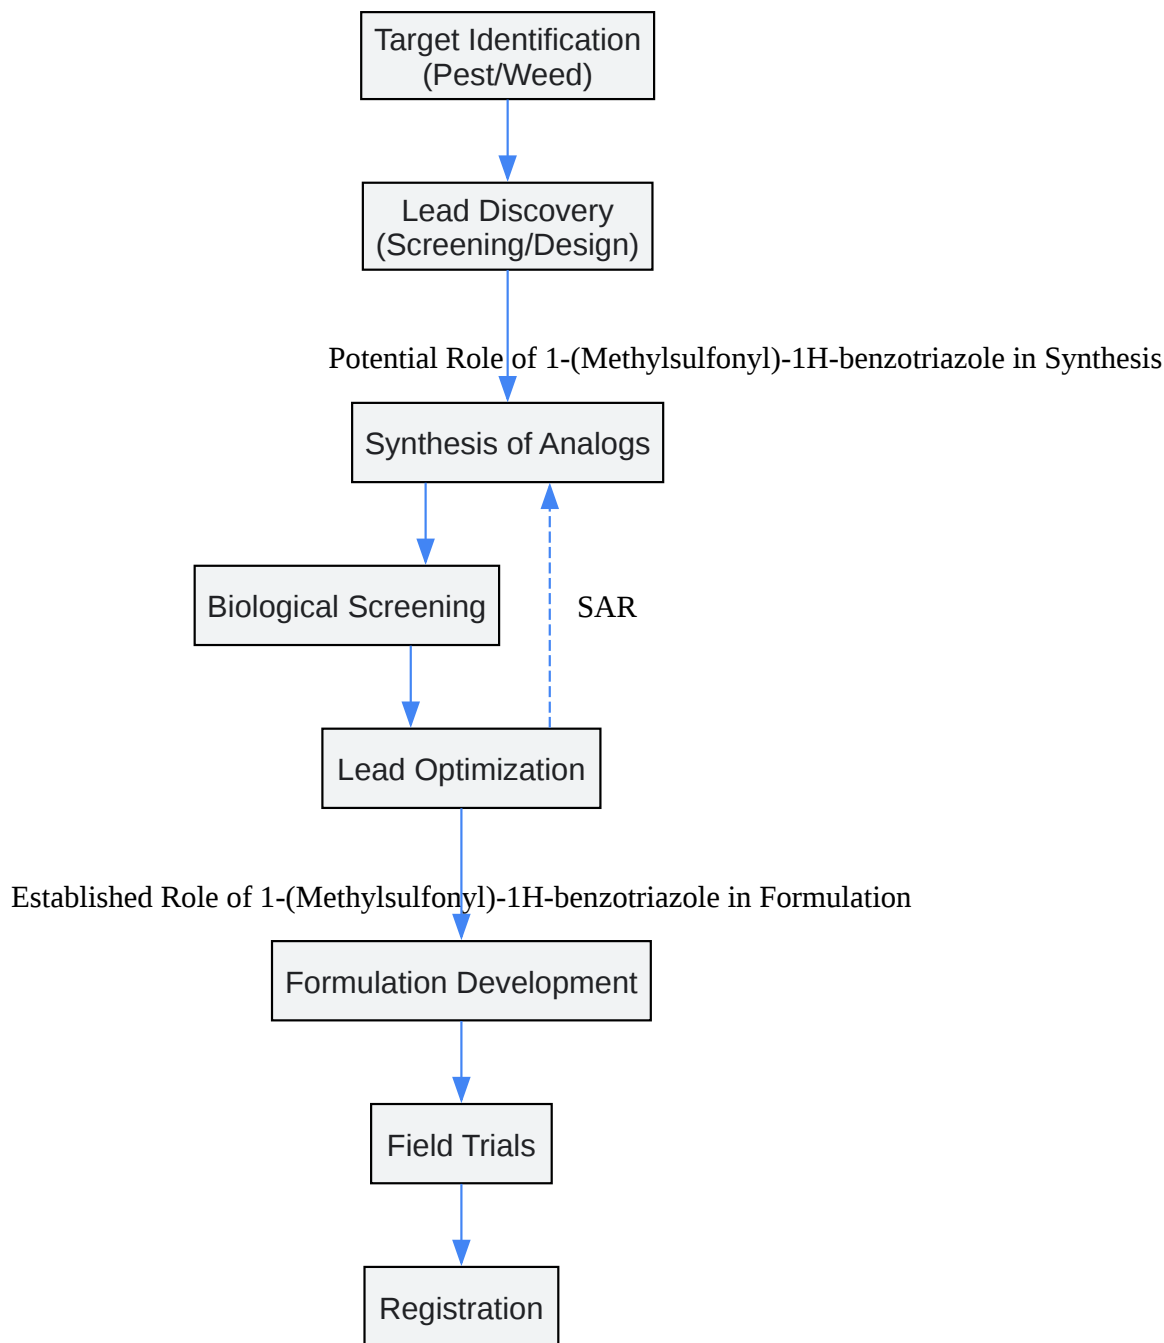 Target Identification
(Pest/Weed)
Lead Discovery
(Screening/Design)
Potential Role of 1-(Methylsulfonyl)-1H-benzotriazole in Synthesis
Synthesis of Analogs
Biological Screening
SAR
Lead Optimization
Established Role of 1-(Methylsulfonyl)-1H-benzotriazole in Formulation
Formulation Development
Field Trials
Registration